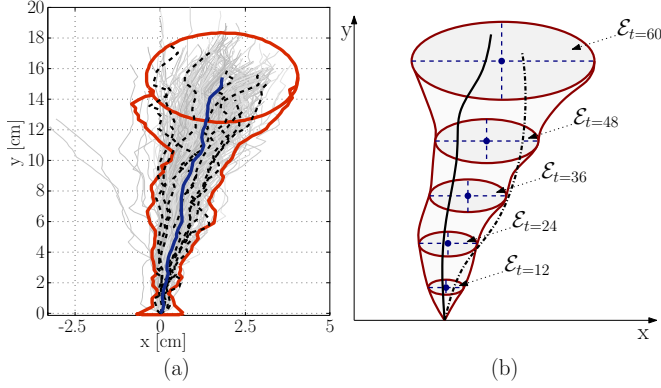 20
18
16
14
12
10
8
6
4
2
0
y [cm]
-2.5 0 2.5 5
x [cm]
(a)
y
ℰt=60
ℰt=48
ℰt=36
ℰt=24
ℰt=12
x
(b)